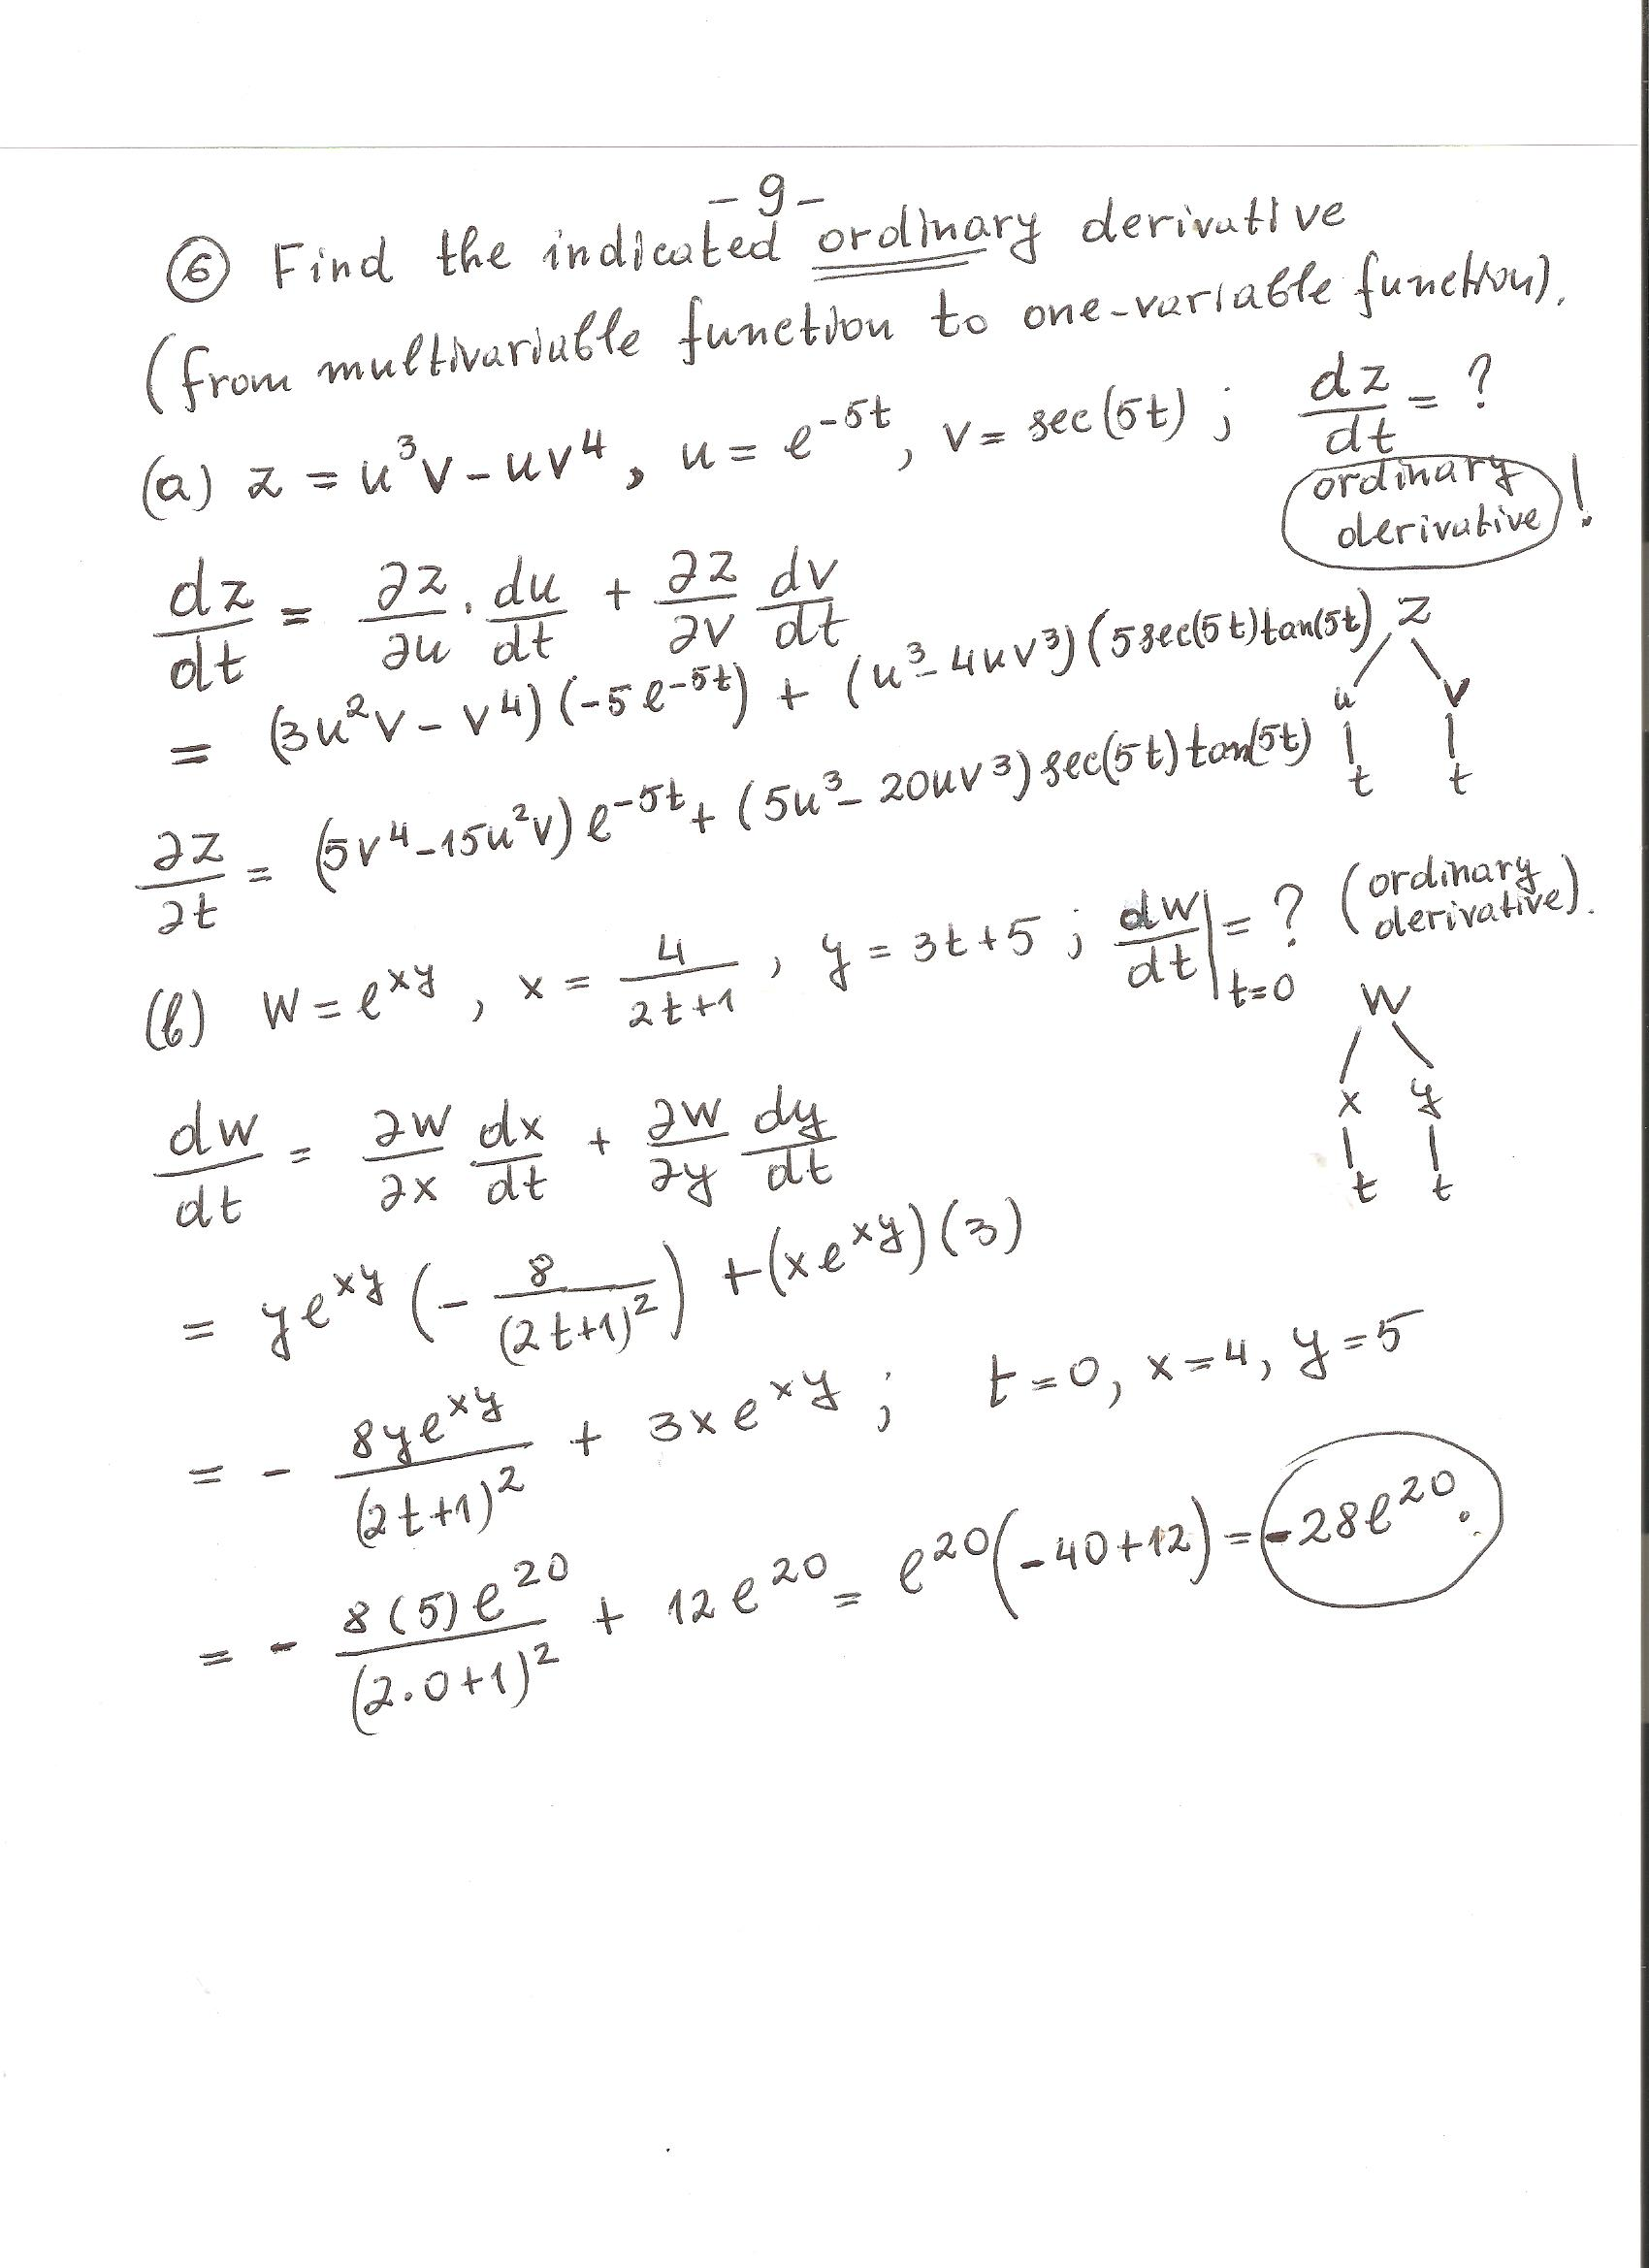 - 9 -
⑥ Find the indicated ordinary derivative
(from multivariable function to one-variable function).
(a) z = u³v - uv⁴, u = e^(-5t), v = sec(5t); dz/dt = ?
ordinary
derivative !
dz/dt = ∂z/∂u · du/dt + ∂z/∂v dv/dt
= (3u²v - v⁴)(-5e^(-5t)) + (u³ - 4uv³)(5sec(5t)tan(5t))
z
u v
t t
∂z/∂t = (5v⁴ - 15u²v)e^(-5t) + (5u³ - 20uv³)sec(5t)tan(5t)
(b) w = e^(xy), x = 4/(2t+1), y = 3t+5; dw/dt|t=0 = ? (ordinary
derivative).
w
x y
t t
dw/dt = ∂w/∂x dx/dt + ∂w/∂y dy/dt
= ye^(xy) (- 8/(2t+1)²) + (xe^(xy))(3)
= - 8ye^(xy)/(2t+1)² + 3xe^(xy); t=0, x=4, y=5
= - 8(5)e^20/(2·0+1)² + 12e^20 = e^20(-40+12) = -28e^20.